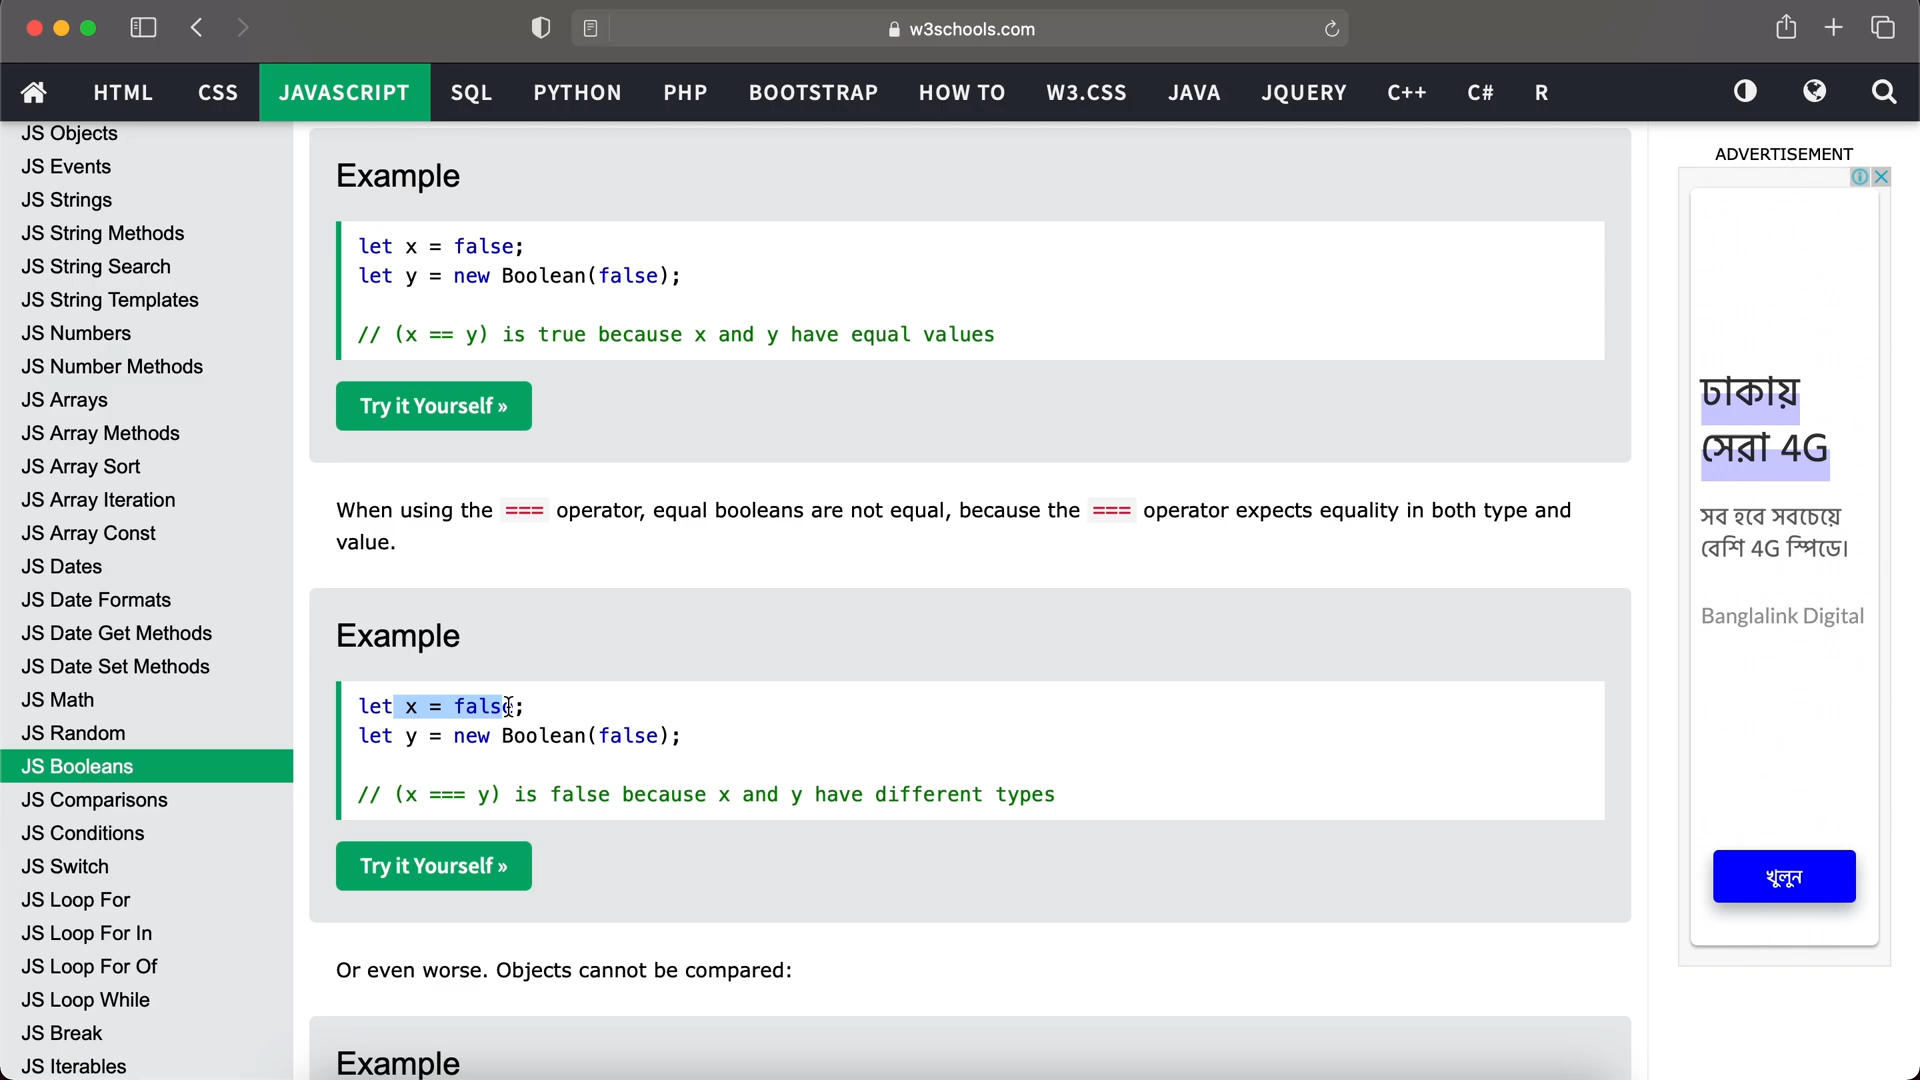 w3schools.com
HTML CSS JAVASCRIPT SQL PYTHON PHP BOOTSTRAP HOW TO W3.CSS JAVA JQUERY C++ C# R
JS Objects
JS Events
JS Strings
JS String Methods
JS String Search
JS String Templates
JS Numbers
JS Number Methods
JS Arrays
JS Array Methods
JS Array Sort
JS Array Iteration
JS Array Const
JS Dates
JS Date Formats
JS Date Get Methods
JS Date Set Methods
JS Math
JS Random
JS Booleans
JS Comparisons
JS Conditions
JS Switch
JS Loop For
JS Loop For In
JS Loop For Of
JS Loop While
JS Break
JS Iterables
Example
let x = false;
let y = new Boolean(false);
// (x == y) is true because x and y have equal values
Try it Yourself »
When using the === operator, equal booleans are not equal, because the === operator expects equality in both type and
value.
Example
let x = false;
let y = new Boolean(false);
// (x === y) is false because x and y have different types
Try it Yourself »
Or even worse. Objects cannot be compared:
Example
ADVERTISEMENT
ঢাকায়
সেরা 4G
সব হবে সবচেয়ে
বেশি 4G স্পিডে।
Banglalink Digital
খুলুন